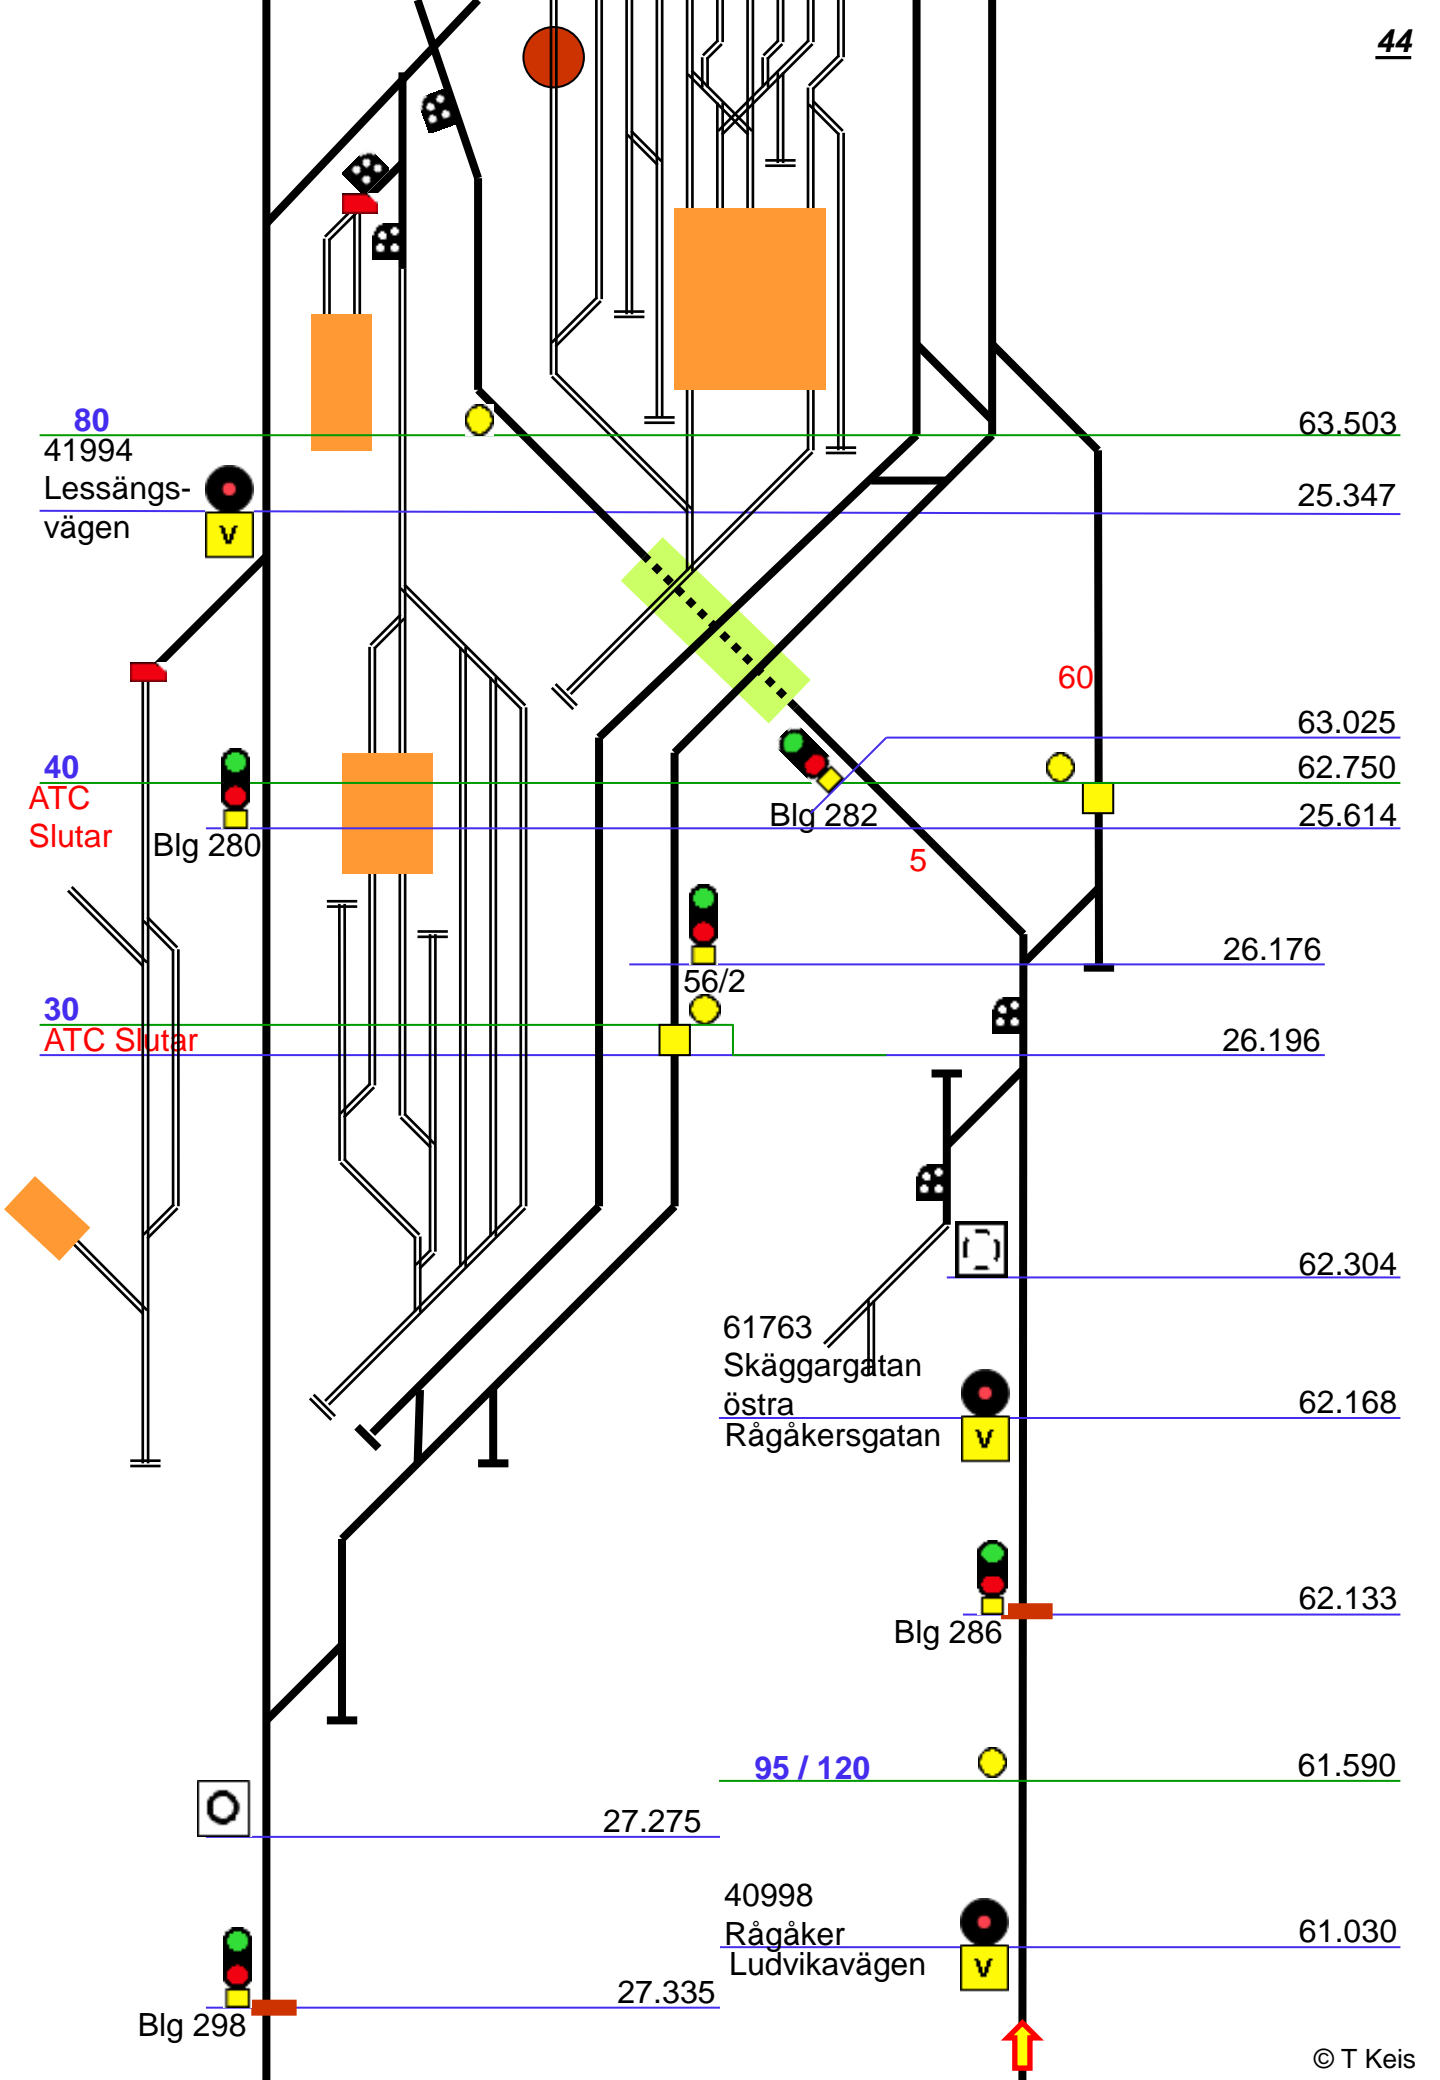 44
80
63.503
41994
Lessängs-
vägen
25.347
V
60
63.025
40
62.750
ATC
Slutar
Blg 282
25.614
Blg 280
5
26.176
56/2
30
ATC Slutar
26.196
62.304
61763
Skäggargatan
östra
Rågåkersgatan
62.168
V
62.133
Blg 286
95 / 120
61.590
27.275
40998
Rågåker
Ludvikavägen
61.030
V
27.335
Blg 298
© T Keis